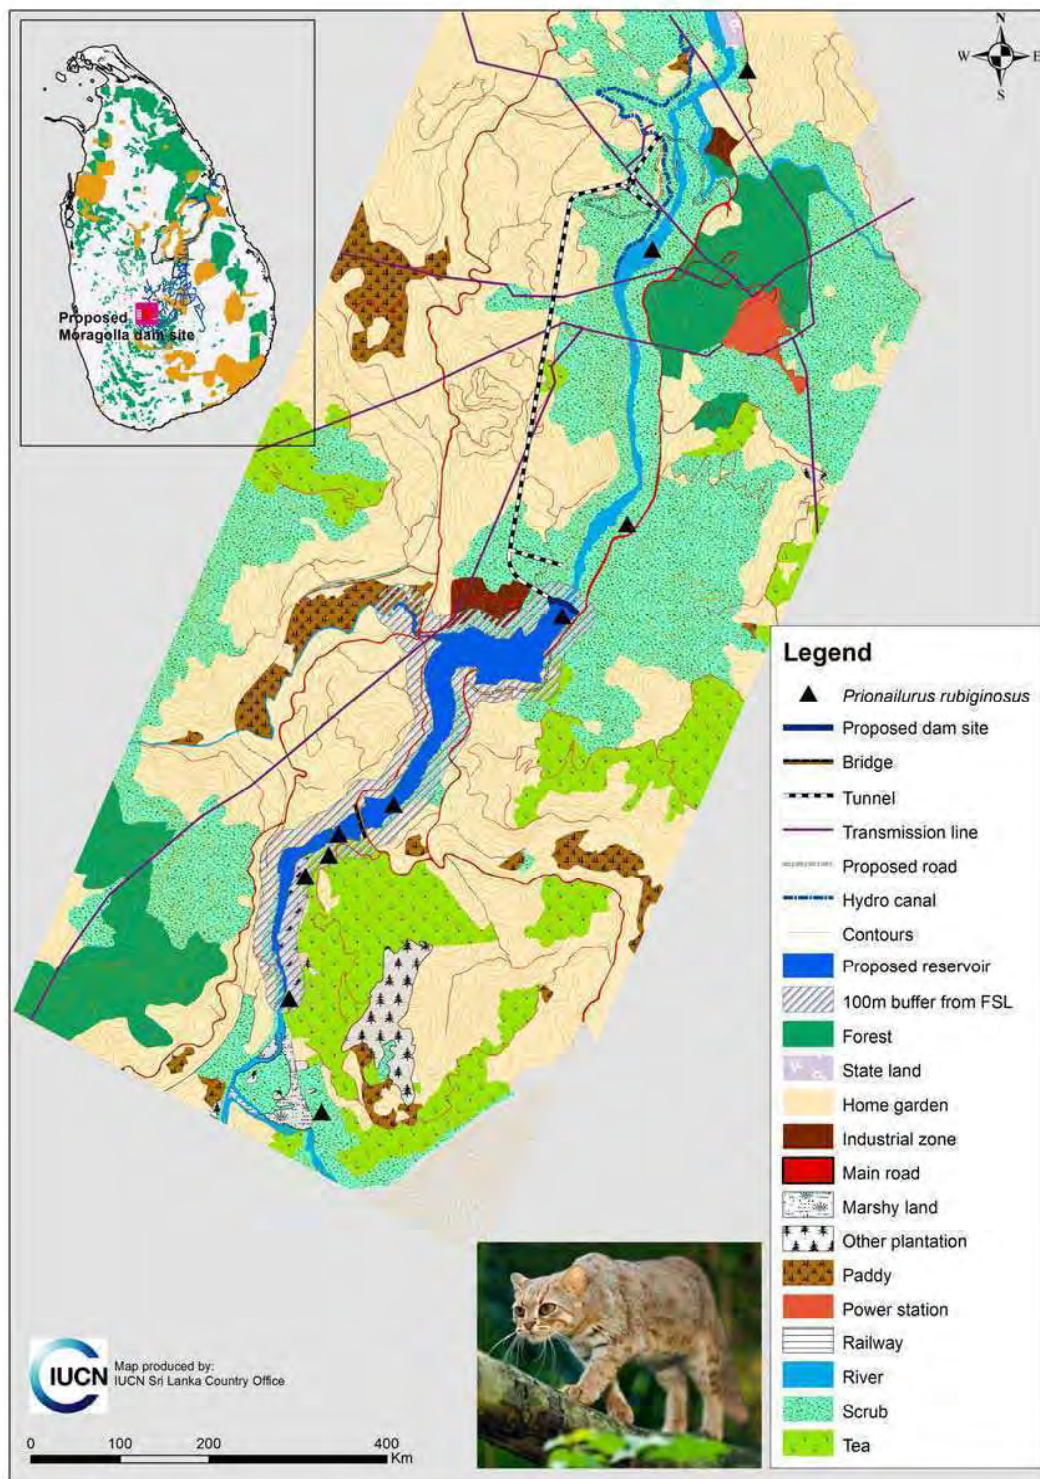 N
W
E
S
Proposed
Moragolla dam site
Legend
Prionailurus rubiginosus
Proposed dam site
Bridge
Tunnel
Transmission line
Proposed road
Hydro canal
Contours
Proposed reservoir
100m buffer from FSL
Forest
State land
Home garden
Industrial zone
Main road
Marshy land
Other plantation
Paddy
Power station
Railway
River
Scrub
Tea
IUCN
Map produced by:
IUCN Sri Lanka Country Office
0 100 200 400
Km